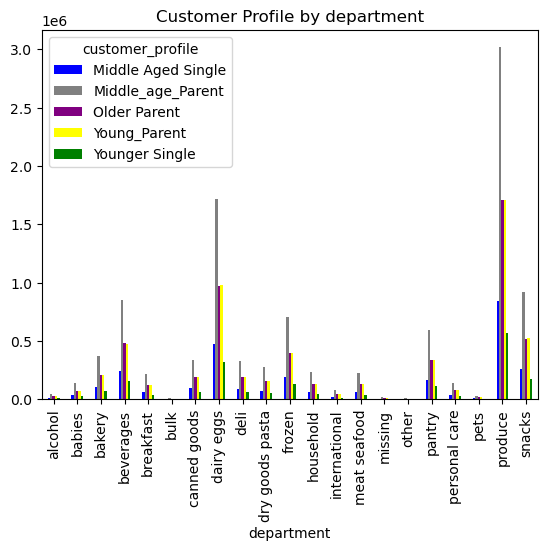 Customer Profile by department
1e6
customer_profile
Middle Aged Single
Middle_age_Parent
Older Parent
Young_Parent
Younger Single
3.0
2.5
2.0
1.5
1.0
0.5
0.0
alcohol
babies
bakery
beverages
breakfast
bulk
canned goods
dairy eggs
deli
dry goods pasta
frozen
household
international
meat seafood
missing
other
pantry
personal care
pets
produce
snacks
department